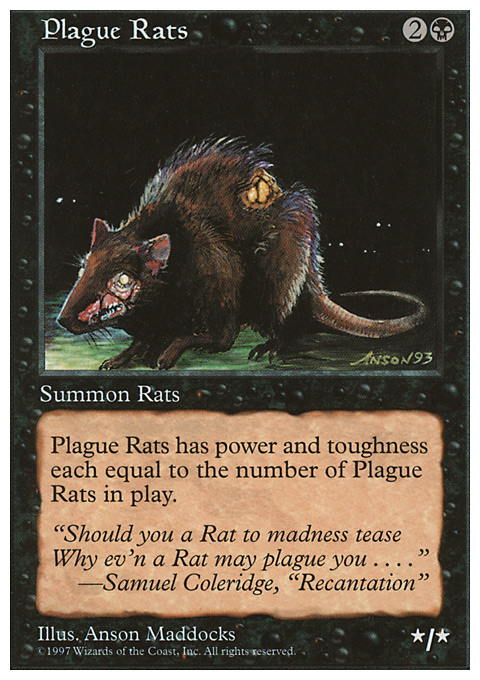 Plague Rats 2
ANSON93
Summon Rats
Plague Rats has power and toughness
each equal to the number of Plague
Rats in play.
“Should you a Rat to madness tease
Why ev’n a Rat may plague you . . . .”
—Samuel Coleridge, “Recantation”
Illus. Anson Maddocks
*/*
©1997 Wizards of the Coast, Inc. All rights reserved.